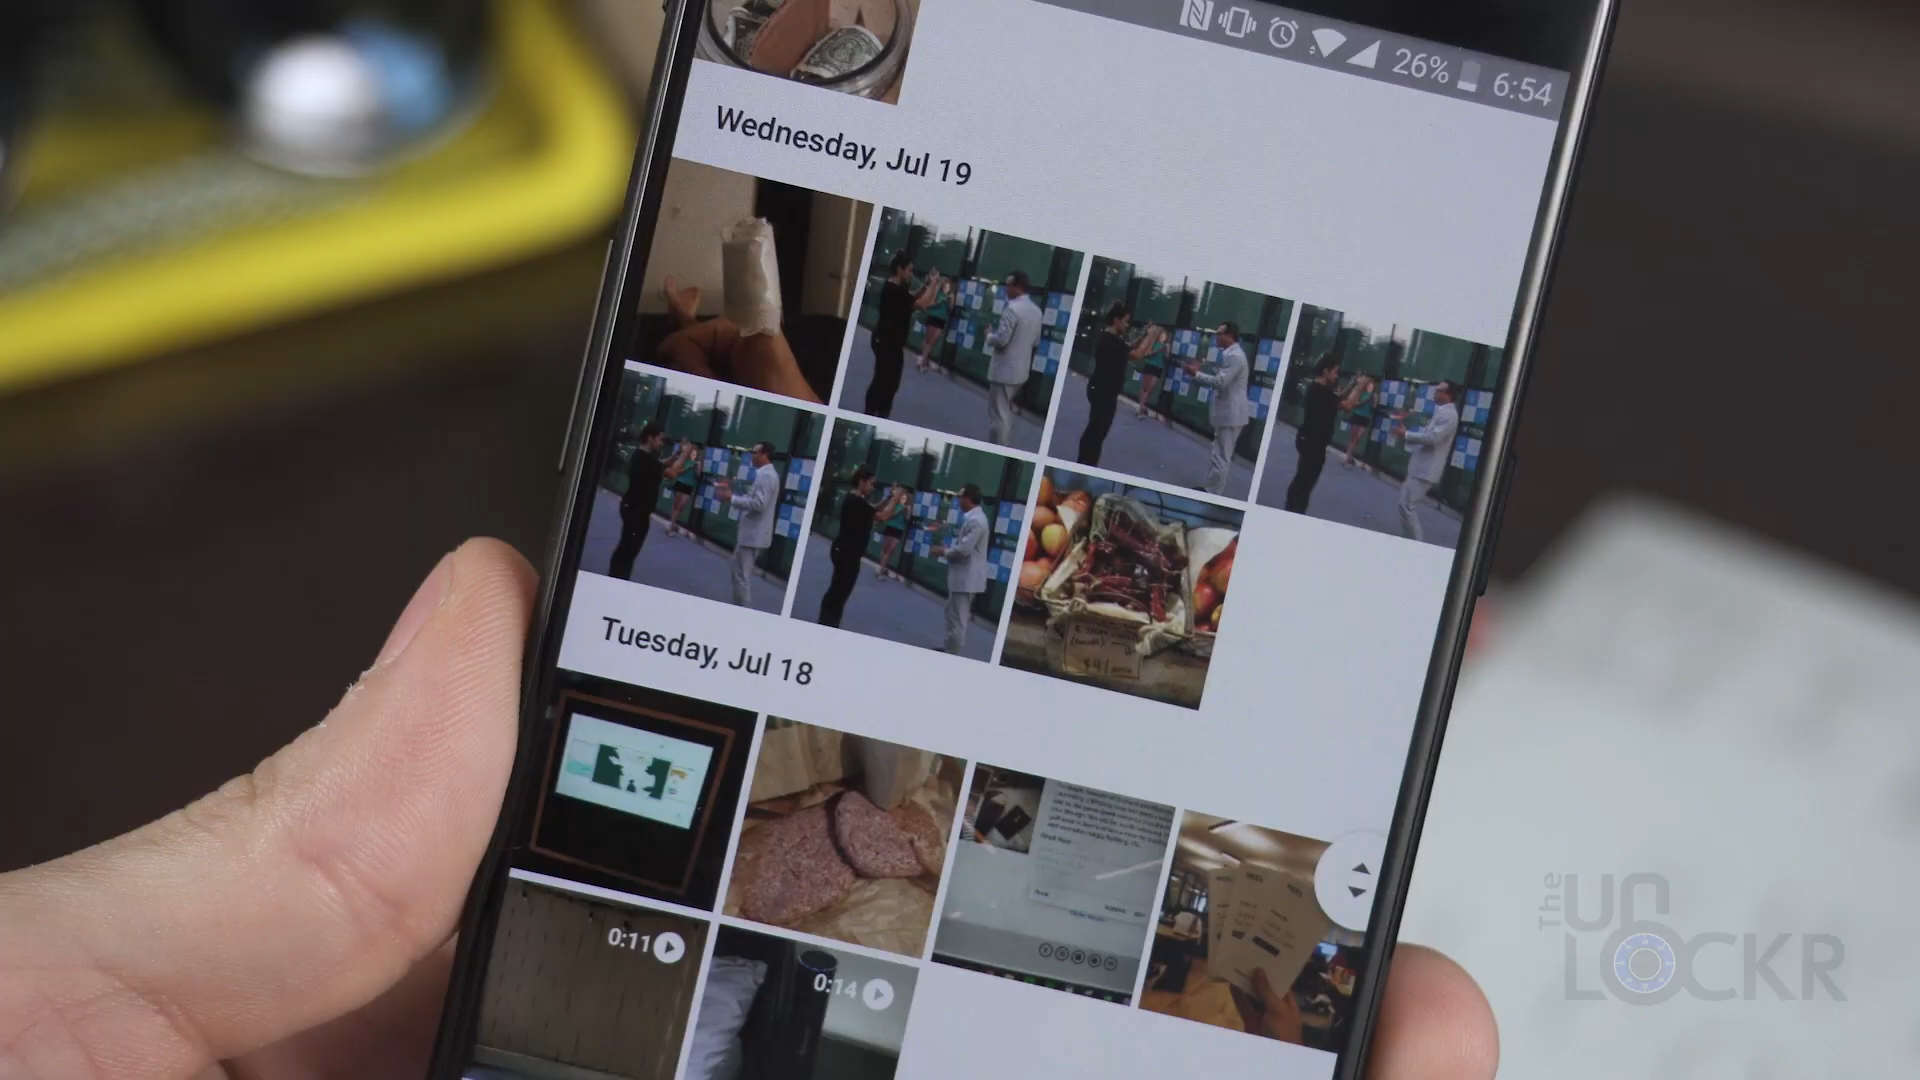 26% 6:54
Wednesday, Jul 19
Tuesday, Jul 18
0:11
0:14
The UNLOCKR